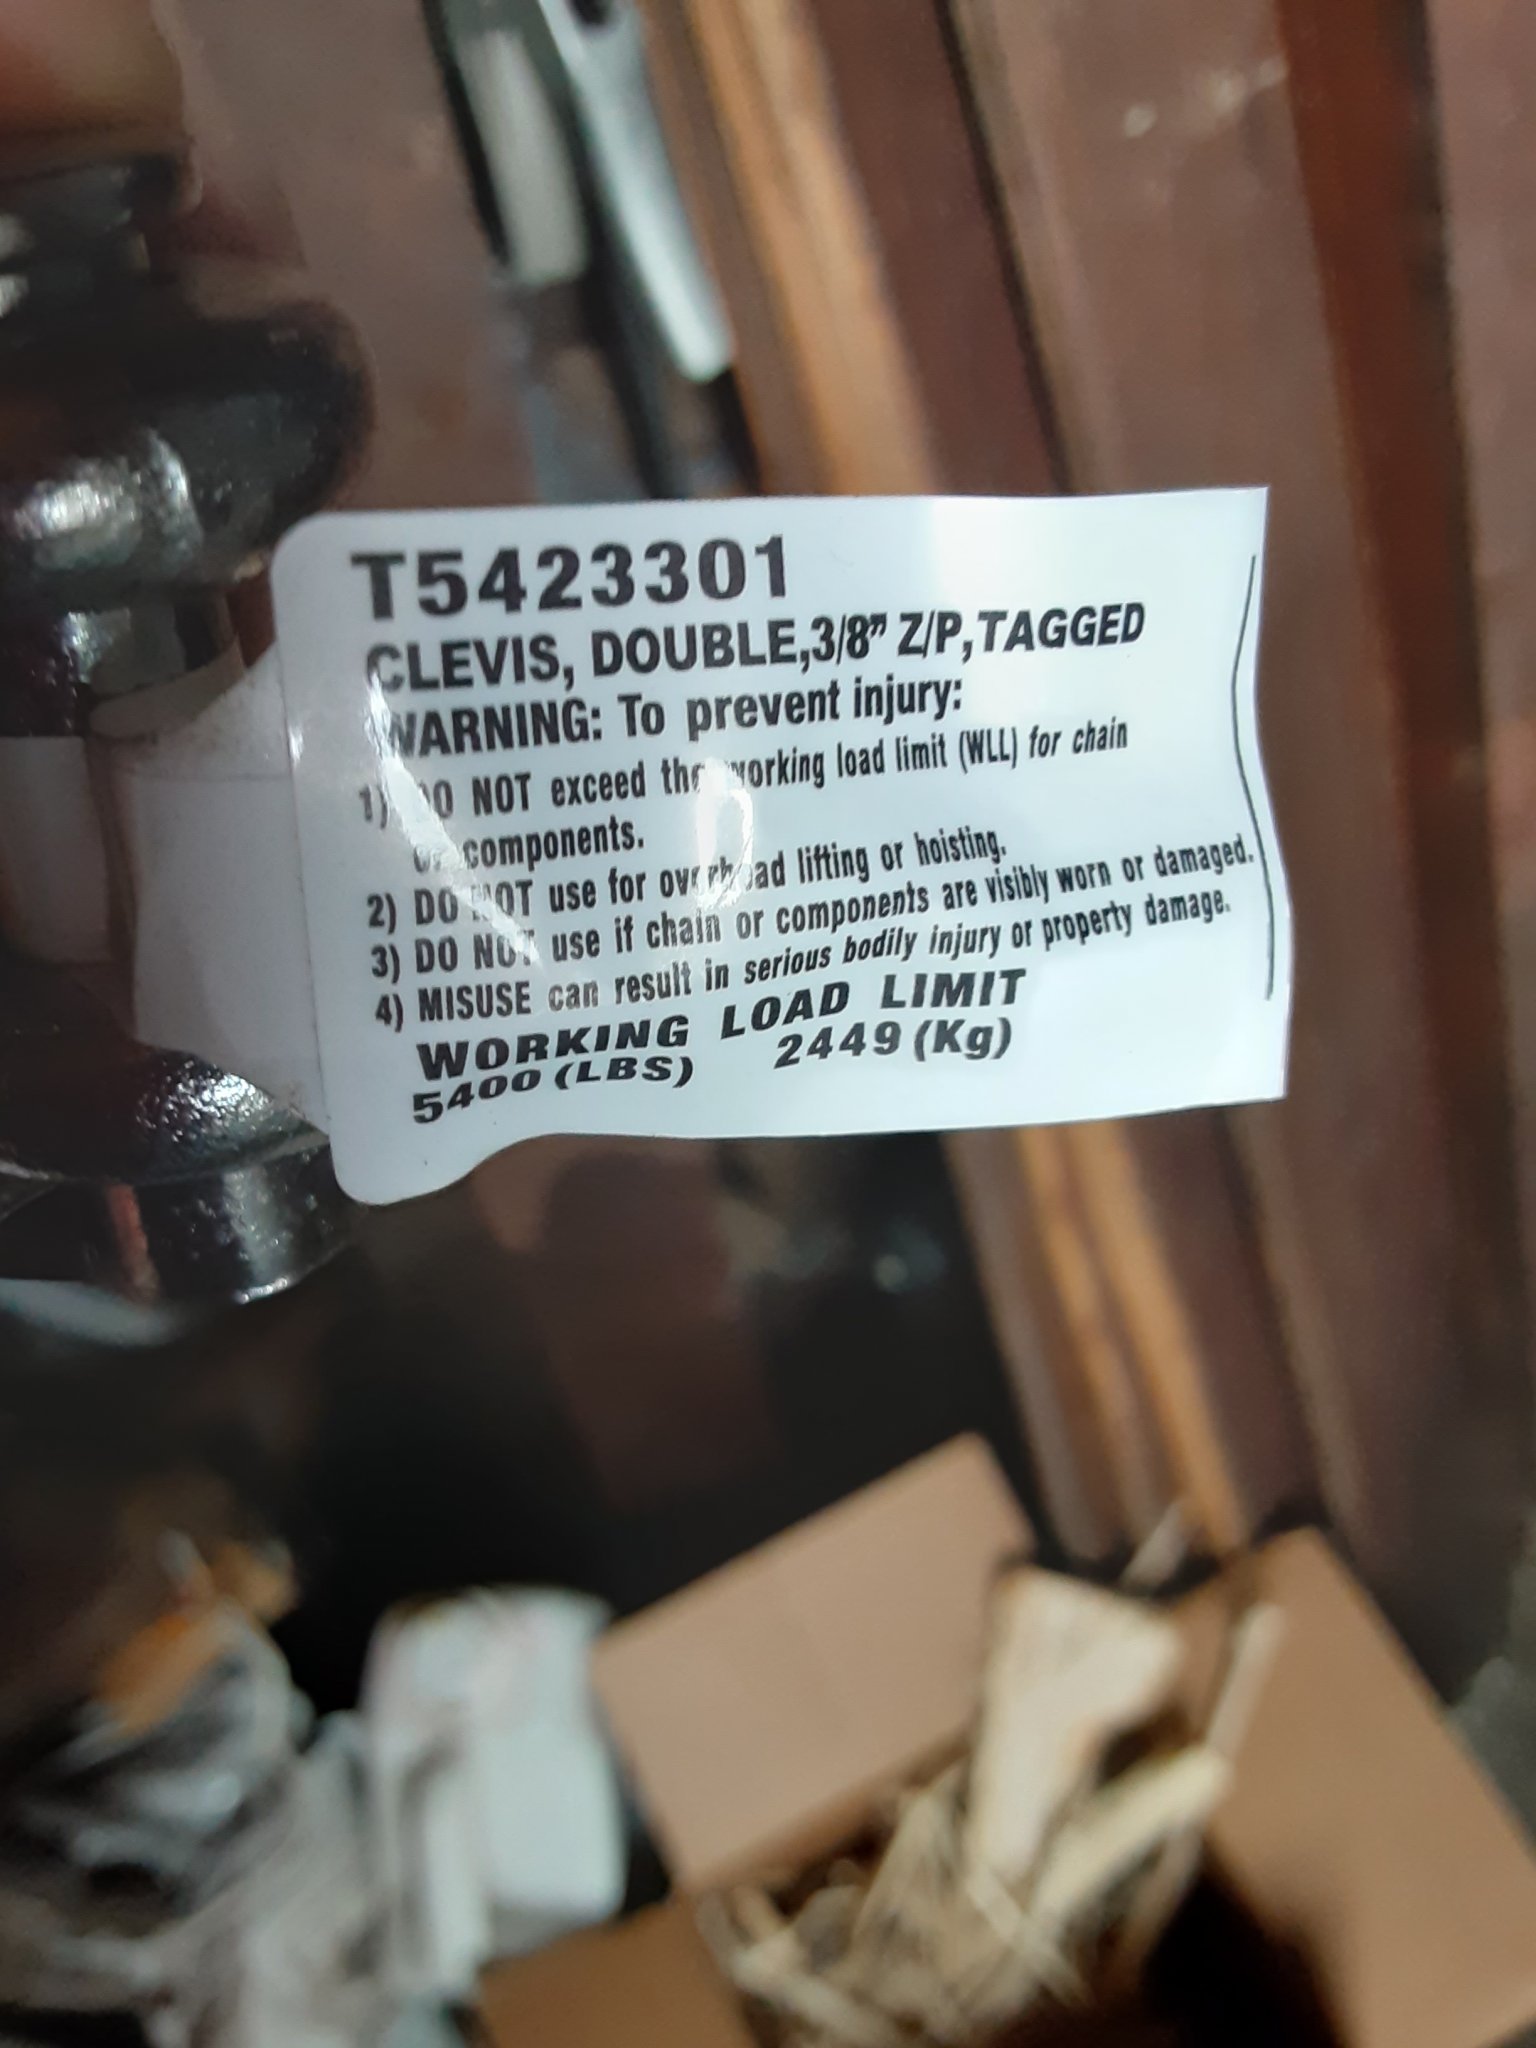 T5423301
CLEVIS, DOUBLE,3/8" Z/P,TAGGED
WARNING: To prevent injury:
1) DO NOT exceed the working load limit (WLL) for chain
or components.
2) DO NOT use for overhead lifting or hoisting.
3) DO NOT use if chain or components are visibly worn or damaged.
4) MISUSE can result in serious bodily injury or property damage.
WORKING LOAD LIMIT
5400 (LBS) 2449 (Kg)